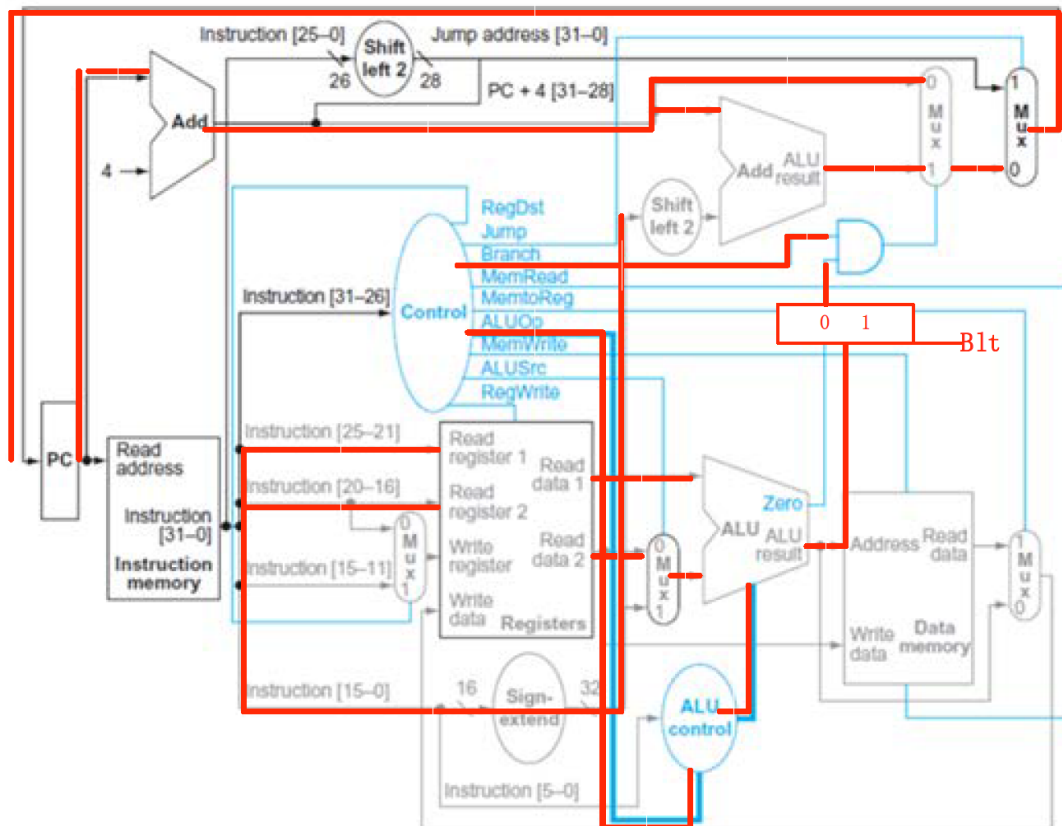 Instruction [25–0]
Shift
left 2
Jump address [31–0]
26
28
PC + 4 [31–28]
Add
4
0
M
u
x
1
1
M
u
x
0
Add
ALU
result
Shift
left 2
RegDst
Jump
Branch
MemRead
MemtoReg
ALUOp
MemWrite
ALUSrc
RegWrite
Instruction [31–26]
Control
0 1
Blt
PC
Read
address
Instruction
[31–0]
Instruction
memory
Instruction [25–21]
Instruction [20–16]
Instruction [15–11]
0
M
u
x
1
Read
register 1
Read
register 2
Write
register
Write
data
Read
data 1
Read
data 2
Registers
0
M
u
x
1
Zero
ALU
ALU
result
Address
Read
data
Write
data
Data
memory
1
M
u
x
0
Instruction [15–0]
16
Sign-
extend
32
ALU
control
Instruction [5–0]